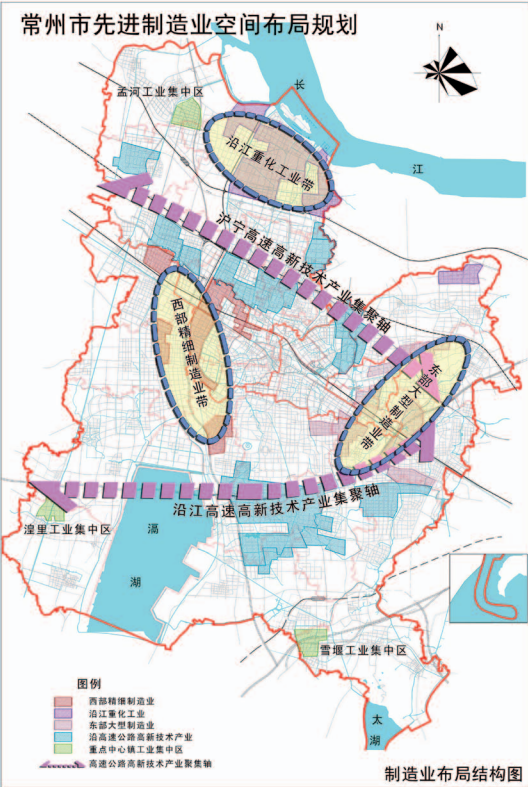 常州市先进制造业空间布局规划
N
长
江
孟河工业集中区
沿江重化工业带
沪宁高速高新技术产业集聚轴
西部精细制造业带
东部大型制造业带
沿江高速高新技术产业集聚轴
湟里工业集中区
滆
湖
雪堰工业集中区
太
湖
图例
西部精细制造业
沿江重化工业
东部大型制造业
沿高速公路高新技术产业
重点中心镇工业集中区
高速公路高新技术产业聚集轴
制造业布局结构图